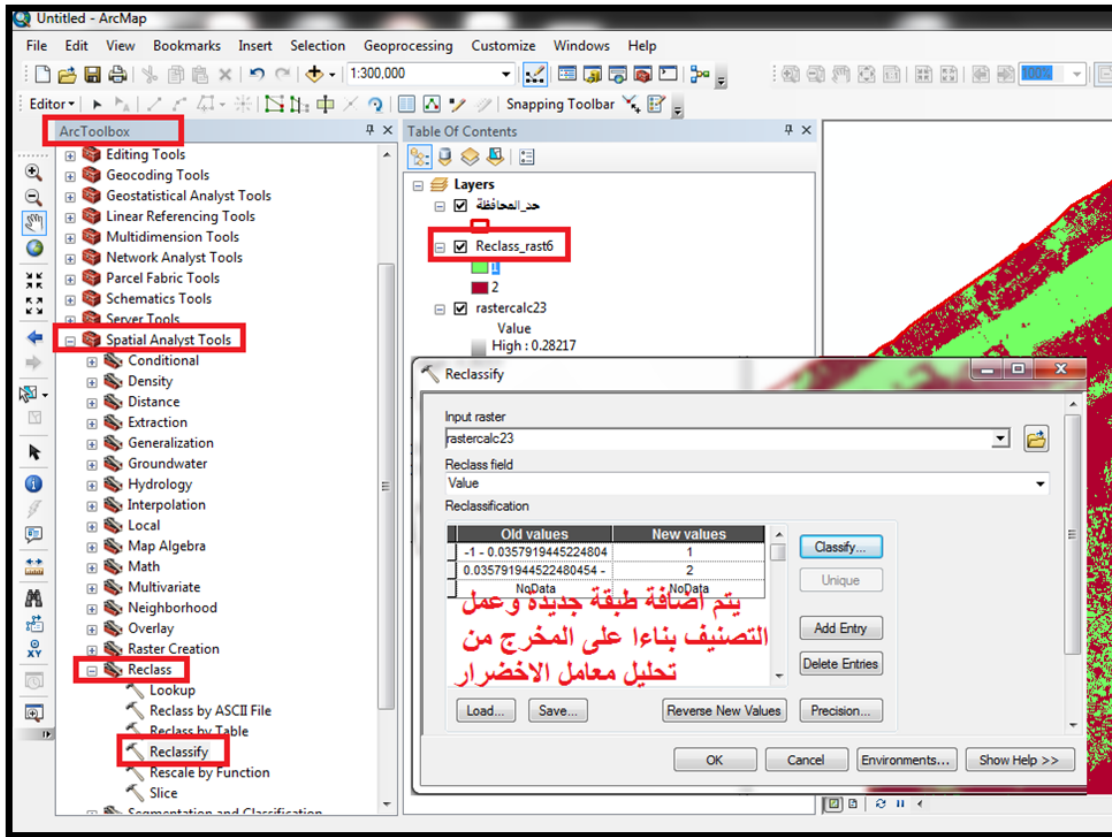 Untitled - ArcMap
File Edit View Bookmarks Insert Selection Geoprocessing Customize Windows Help
1:300,000
100%
Editor
Snapping Toolbar
ArcToolbox
Editing Tools
Geocoding Tools
Geostatistical Analyst Tools
Linear Referencing Tools
Multidimension Tools
Network Analyst Tools
Parcel Fabric Tools
Schematics Tools
Server Tools
Spatial Analyst Tools
Conditional
Density
Distance
Extraction
Generalization
Groundwater
Hydrology
Interpolation
Local
Map Algebra
Math
Multivariate
Neighborhood
Overlay
Raster Creation
Reclass
Lookup
Reclass by ASCII File
Reclass by Table
Reclassify
Rescale by Function
Slice
Segmentation and Classification
Table Of Contents
Layers
حد_المحافظة
Reclass_rast6
1
2
rastercalc23
Value
High : 0.28217
Reclassify
Input raster
rastercalc23
Reclass field
Value
Reclassification
Old values New values
-1 - 0.0357919445224804 1
0.035791944522480454 - 2
NoData NoData
يتم اضافة طبقة جديدة وعمل
التصنيف بناءا على المخرج من
تحليل معامل الاخضرار
Classify...
Unique
Add Entry
Delete Entries
Load... Save... Reverse New Values Precision...
OK Cancel Environments... Show Help >>